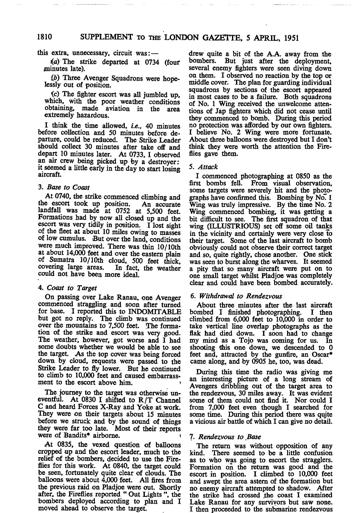 1810 SUPPLEMENT TO THE LONDON GAZETTE, 5 APRIL, 1951
this extra, unnecessary, circuit was:—
(a) The strike departed at 0734 (four
minutes late).
(b) Three Avenger Squadrons were hope-
lessly out of position.
(c) The fighter escort was all jumbled up,
which, with the poor weather conditions
obtaining, made aviation in the area
extremely hazardous.
I think the time allowed, i.e., 40 minutes
before collection and 50 minutes before de-
parture, could be reduced. The Strike Leader
should collect 30 minutes after take off and
depart 10 minutes later. At 0733, I observed
an air crew being picked up by a destroyer:
it seemed a little early in the day to start losing
aircraft.
3. Base to Coast
At 0740, the strike commenced climbing and
the escort took up position. An accurate
landfall was made at 0752 at 5,500 feet.
Formations had by now all closed up and the
escort was very tidily in position. I lost sight
of the fleet at about 10 miles owing to masses
of low cumulus. But over the land, conditions
were much improved. There was thin 10/10th
at about 14,000 feet and over the eastern plain
of Sumatra 10/10th cloud, 500 feet thick,
covering large areas. In fact, the weather
could not have been more ideal.
4. Coast to Target
On passing over Lake Ranau, one Avenger
commenced straggling and soon after turned
for base. I reported this to INDOMITABLE
but got no reply. The climb was continued
over the mountains to 7,500 feet. The forma-
tion of the strike and escort was very good.
The weather, however, got worse and I had
some doubts whether we would be able to see
the target. As the top cover was being forced
down by cloud, requests were passed to the
Strike Leader to fly lower. But he continued
to climb to 10,000 feet and caused embarrass-
ment to the escort above him.
The journey to the target was otherwise un-
eventful. At 0830 I shifted to R/T Channel
C and heard Forces X-Ray and Yoke at work.
They were on their targets about 15 minutes
before we struck and by the sound of things
they were far too late. Most of their reports
were of Bandits* airborne.
At 0835, the vexed question of balloons
cropped up and the escort leader, much to the
relief of the bombers, decided to use the Fire-
flies for this work. At 0840, the target could
be seen, fortunately quite clear of clouds. The
balloons were about 4,000 feet. All fires from
the previous raid on Pladjoe were out. Shortly
after, the Fireflies reported " Out Lights ", the
bombers deployed according to plan and I
moved ahead to observe the target.
drew quite a bit of the A.A. away from the
bombers. But just after the deployment,
several enemy fighters were seen diving down
on them. I observed no reaction by the top or
middle cover. The plan for guarding individual
squadrons by sections of the escort appeared
in most cases to be a failure. Both squadrons
of No. 1 Wing received the unwelcome atten-
tions of Jap fighters which did not cease until
they commenced to bomb. During this period
no protection was afforded by our own fighters.
I believe No. 2 Wing were more fortunate.
About three balloons were destroyed but I don't
think they were worth the attention the Fire-
flies gave them.
5. Attack
I commenced photographing at 0850 as the
first bombs fell. From visual observation,
some targets were severely hit and the photo-
graphs have confirmed this. Bombing by No. 1
Wing was truly impressive. By the time No. 2
Wing commenced bombing, it was getting a
bit difficult to see. The first squadron of that
wing (ILLUSTRIOUS) set off some oil tanks
in the vicinity and certainly were very close to
their target. Some of the last aircraft to bomb
obviously could not observe their correct target
and so, quite rightly, chose another. One stick
was seen to burst along the wharves. It seemed
a pity that so many aircraft were put on to
one small target whilst Pladjoe was completely
clear and could have been bombed accurately.
6. Withdrawal to Rendezvous
About three minutes after the last aircraft
bombed I finished photographing. I then
climbed from 6,000 feet to 10,000 in order to
take vertical line overlap photographs as the
flak had died down. I soon had to change
my mind as a Tojo was coming for us. In
shooting this one down, we descended to 0
feet and, attracted by the gunfire, an Oscar*
came along, and by 0905 he, too, was dead.
During this time the radio was giving me
an interesting picture of a long stream of
Avengers dribbling out of the target area to
the rendezvous, 30 miles away. It was evident
some of them could not find it. Nor could I
from 7,000 feet even though I searched for
some time. During this period there was quite
a vicious air battle of which I can give no detail.
7. Rendezvous to Base
The return was without opposition of any
kind. There seemed to be a little confusion
as to who was going to escort the stragglers.
Formation on the return was good and the
escort in position. I climbed to 10,000 feet
and swept the area astern of the formation but
no enemy aircraft attempted to shadow. After
the strike had crossed the coast I examined
Lake Ranau for any survivors but saw none.
I then proceeded to the submarine rendezvous